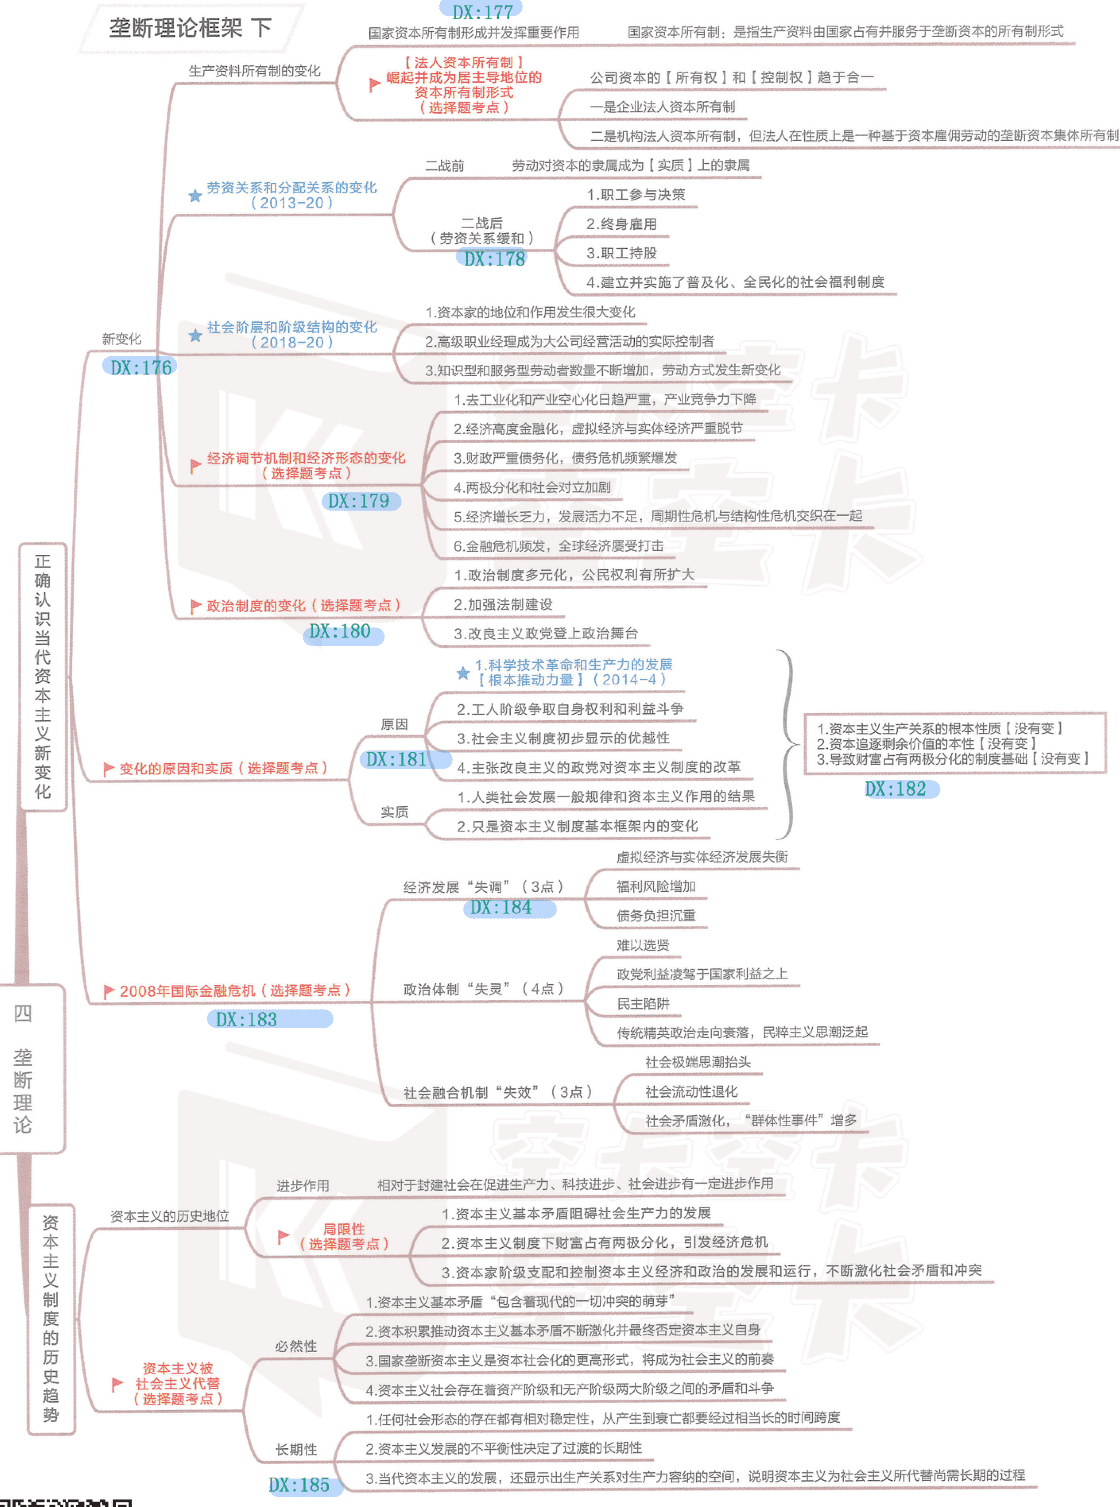 垄断理论框架 下
DX:177
国家资本所有制形成并发挥重要作用
国家资本所有制：是指生产资料由国家占有并服务于垄断资本的所有制形式
生产资料所有制的变化
【法人资本所有制】
崛起并成为居主导地位的
资本所有制形式
（选择题考点）
公司资本的【所有权】和【控制权】趋于合一
一是企业法人资本所有制
二是机构法人资本所有制，但法人在性质上是一种基于资本雇佣劳动的垄断资本集体所有制
劳资关系和分配关系的变化
（2013-20）
二战前
劳动对资本的隶属成为【实质】上的隶属
二战后
（劳资关系缓和）
DX:178
1.职工参与决策
2.终身雇用
3.职工持股
4.建立并实施了普及化、全民化的社会福利制度
新变化
DX:176
社会阶层和阶级结构的变化
（2018-20）
1.资本家的地位和作用发生很大变化
2.高级职业经理成为大公司经营活动的实际控制者
3.知识型和服务型劳动者数量不断增加，劳动方式发生新变化
经济调节机制和经济形态的变化
（选择题考点）
DX:179
1.去工业化和产业空心化日趋严重，产业竞争力下降
2.经济高度金融化，虚拟经济与实体经济严重脱节
3.财政严重债务化，债务危机频繁爆发
4.两极分化和社会对立加剧
5.经济增长乏力，发展活力不足，周期性危机与结构性危机交织在一起
6.金融危机频发，全球经济屡受打击
政治制度的变化（选择题考点）
DX:180
1.政治制度多元化，公民权利有所扩大
2.加强法制建设
3.改良主义政党登上政治舞台
正确认识当代资本主义新变化
变化的原因和实质（选择题考点）
原因
DX:181
1.科学技术革命和生产力的发展
【根本推动力量】（2014-4）
2.工人阶级争取自身权利和利益斗争
3.社会主义制度初步显示的优越性
4.主张改良主义的政党对资本主义制度的改革
实质
1.人类社会发展一般规律和资本主义作用的结果
2.只是资本主义制度基本框架内的变化
1.资本主义生产关系的根本性质【没有变】
2.资本追逐剩余价值的本性【没有变】
3.导致财富占有两极分化的制度基础【没有变】
DX:182
2008年国际金融危机（选择题考点）
DX:183
经济发展“失调”（3点）
DX:184
虚拟经济与实体经济发展失衡
福利风险增加
债务负担沉重
政治体制“失灵”（4点）
难以选贤
政党利益凌驾于国家利益之上
民主陷阱
传统精英政治走向衰落，民粹主义思潮泛起
社会融合机制“失效”（3点）
社会极端思潮抬头
社会流动性退化
社会矛盾激化，“群体性事件”增多
四 垄断理论
资本主义制度的历史趋势
资本主义的历史地位
进步作用
相对于封建社会在促进生产力、科技进步、社会进步有一定进步作用
局限性
（选择题考点）
1.资本主义基本矛盾阻碍社会生产力的发展
2.资本主义制度下财富占有两极分化，引发经济危机
3.资本家阶级支配和控制资本主义经济和政治的发展和运行，不断激化社会矛盾和冲突
资本主义被
社会主义代替
（选择题考点）
必然性
1.资本主义基本矛盾“包含着现代的一切冲突的萌芽”
2.资本积累推动资本主义基本矛盾不断激化并最终否定资本主义自身
3.国家垄断资本主义是资本社会化的更高形式，将成为社会主义的前奏
4.资本主义社会存在着资产阶级和无产阶级两大阶级之间的矛盾和斗争
长期性
DX:185
1.任何社会形态的存在都有相对稳定性，从产生到衰亡都要经过相当长的时间跨度
2.资本主义发展的不平衡性决定了过渡的长期性
3.当代资本主义的发展，还显示出生产关系对生产力容纳的空间，说明资本主义为社会主义所代替尚需长期的过程
空卡空卡
空卡
空卡空卡
空卡